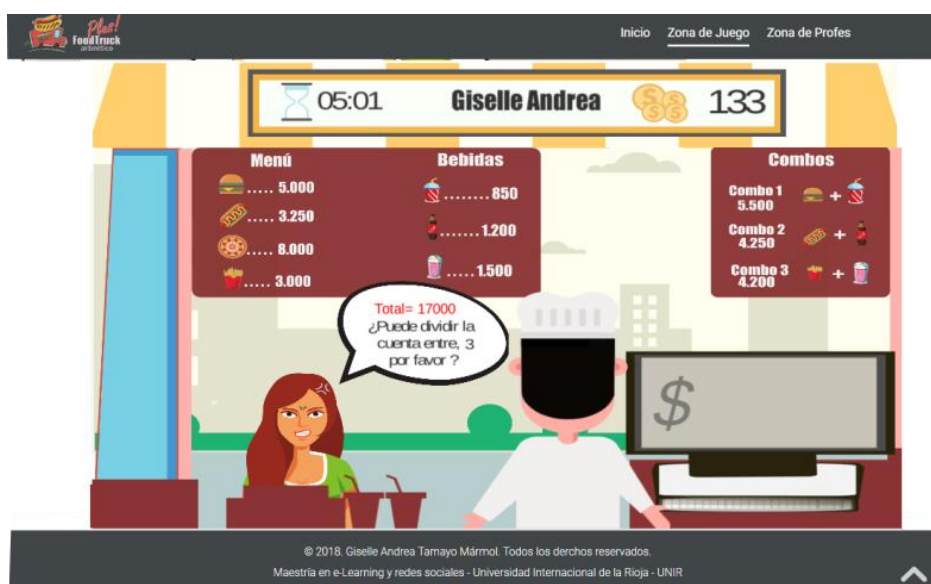 Plus!
FoodTruck
aritmético
Inicio Zona de Juego Zona de Profes
05:01 Giselle Andrea 133
Menú
..... 5.000
..... 3.250
..... 8.000
..... 3.000
Bebidas
........ 850
....... 1.200
..... 1.500
Combos
Combo 1
5.500
+
Combo 2
4.250
+
Combo 3
4.200
+
Total= 17000
¿Puede dividir la
cuenta entre, 3
por favor ?
$
© 2018. Giselle Andrea Tamayo Mármol. Todos los derchos reservados.
Maestría en e-Learning y redes sociales - Universidad Internacional de la Rioja - UNIR